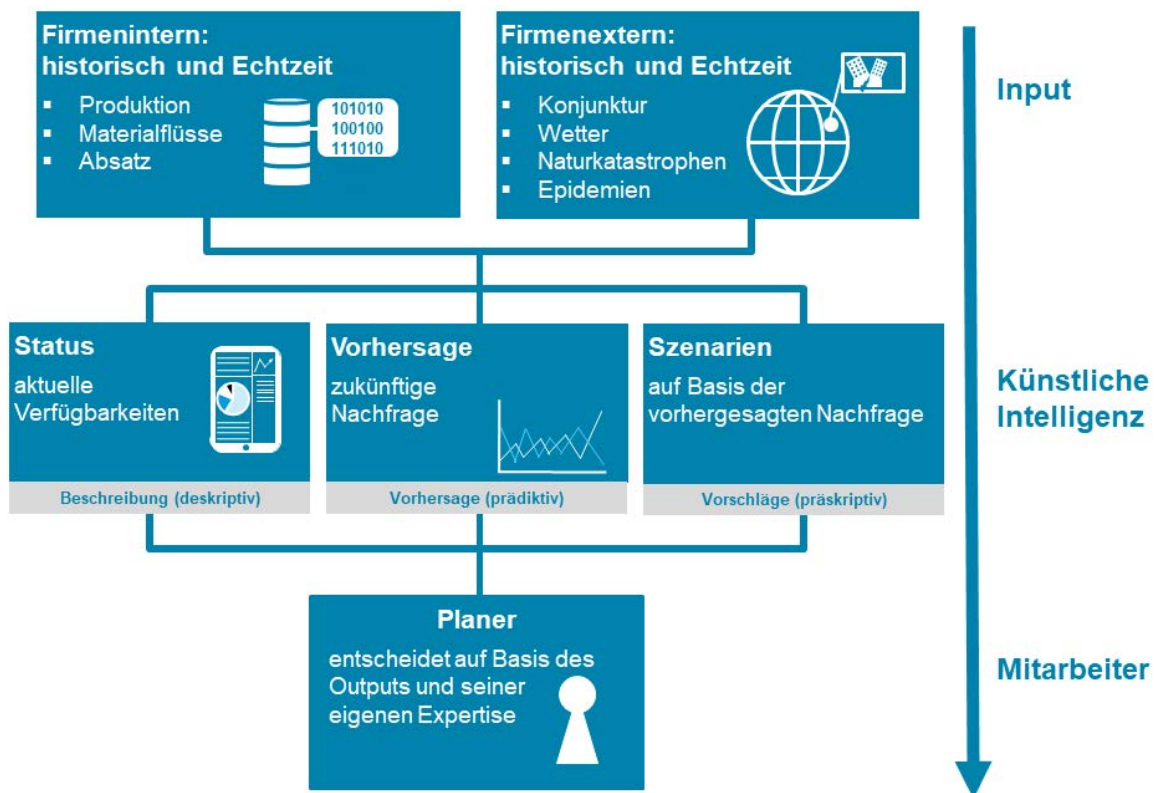 Firmenintern:
historisch und Echtzeit
▪ Produktion
▪ Materialflüsse
▪ Absatz
101010
100100
111010
Firmenextern:
historisch und Echtzeit
▪ Konjunktur
▪ Wetter
▪ Naturkatastrophen
▪ Epidemien
Input
Status
aktuelle
Verfügbarkeiten
Beschreibung (deskriptiv)
Vorhersage
zukünftige
Nachfrage
Vorhersage (prädiktiv)
Szenarien
auf Basis der
vorhergesagten Nachfrage
Vorschläge (präskriptiv)
Künstliche
Intelligenz
Planer
entscheidet auf Basis des
Outputs und seiner
eigenen Expertise
Mitarbeiter